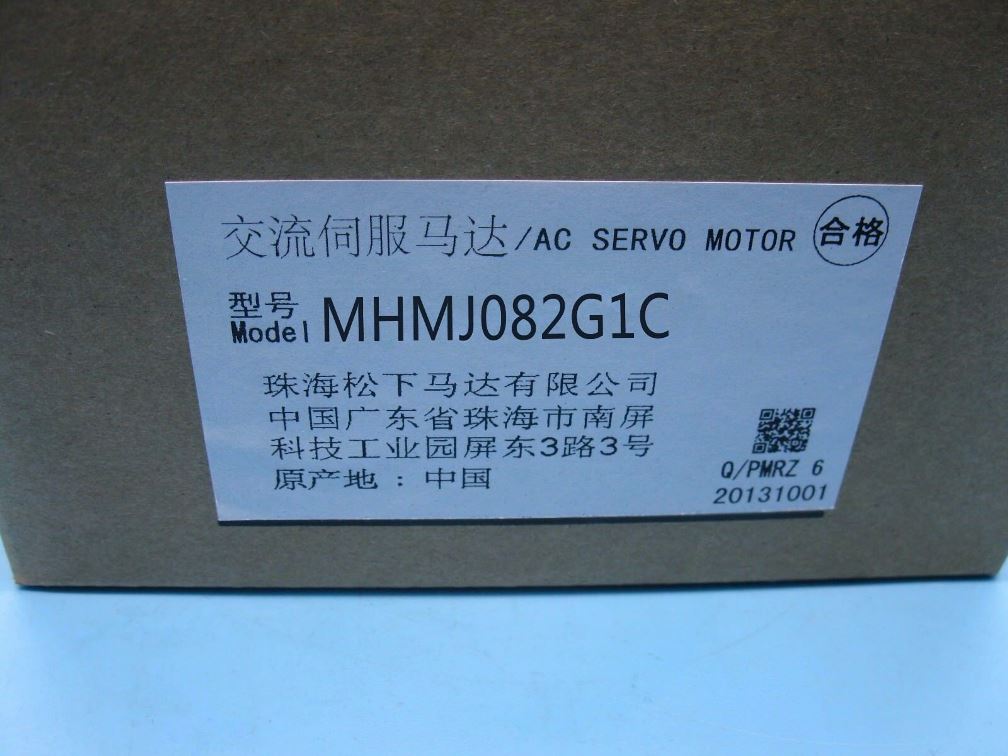 交流伺服马达/AC SERVO MOTOR 合格
型号
Model MHMJ082G1C
珠海松下马达有限公司
中国广东省珠海市南屏
科技工业园屏东3路3号
原产地：中国
Q/PMRZ 6
20131001